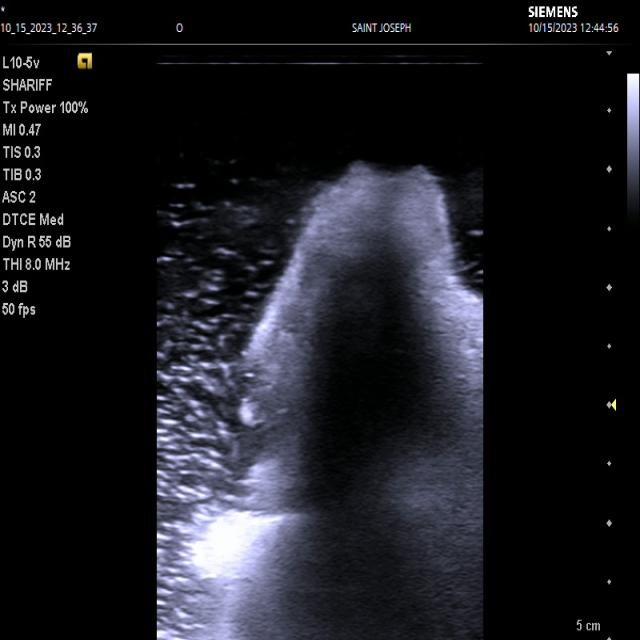 *
SIEMENS
10_15_2023_12_36_37 O SAINT JOSEPH 10/15/2023 12:44:56
L10-5v
SHARIFF
Tx Power 100%
MI 0.47
TIS 0.3
TIB 0.3
ASC 2
DTCE Med
Dyn R 55 dB
THI 8.0 MHz
3 dB
50 fps
5 cm